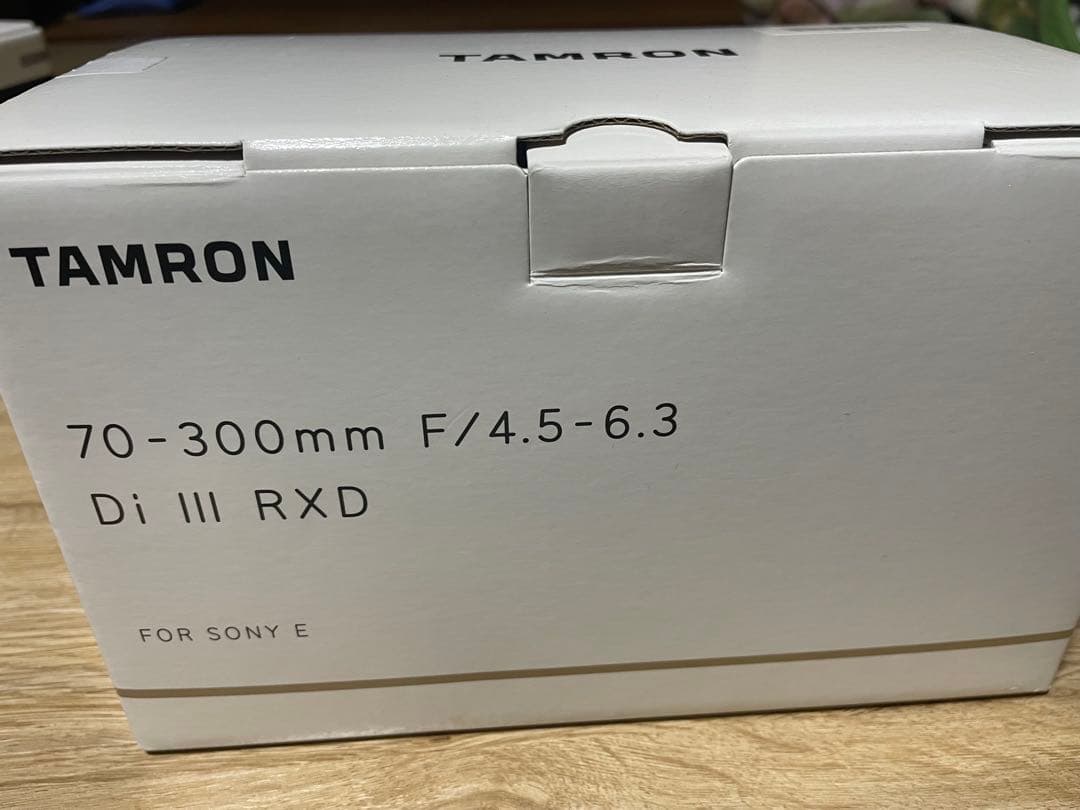 TAMRON
TAMRON
70-300mm F/4.5-6.3
Di III RXD
FOR SONY E